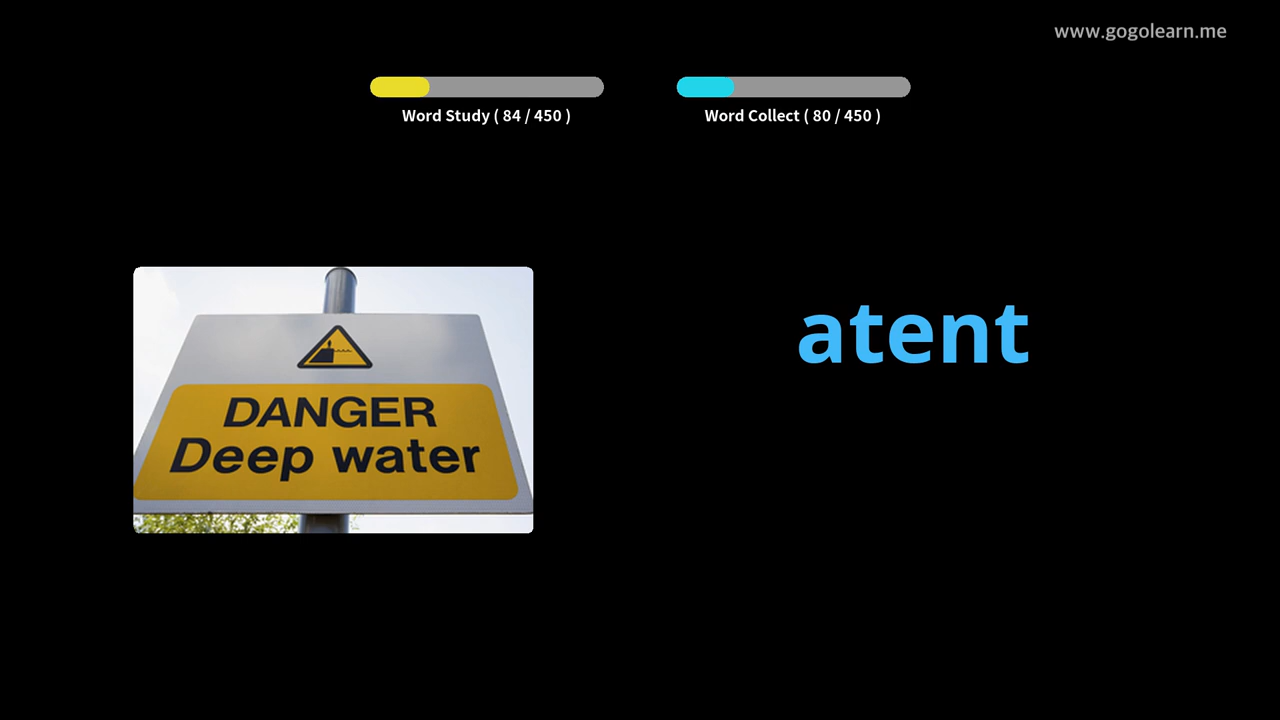 www.gogolearn.me
Word Study ( 84 / 450 )
Word Collect ( 80 / 450 )
DANGER
Deep water
atent